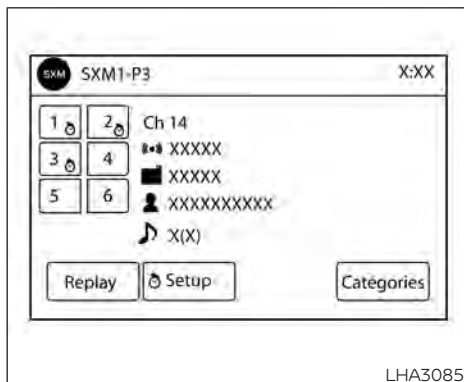 SXM SXM1-P3 X:XX
1 2 Ch 14
XXXXX
3 4
XXXXX
5 6
XXXXXXXXXX
X(X)
Replay Setup Categories
LHA3085